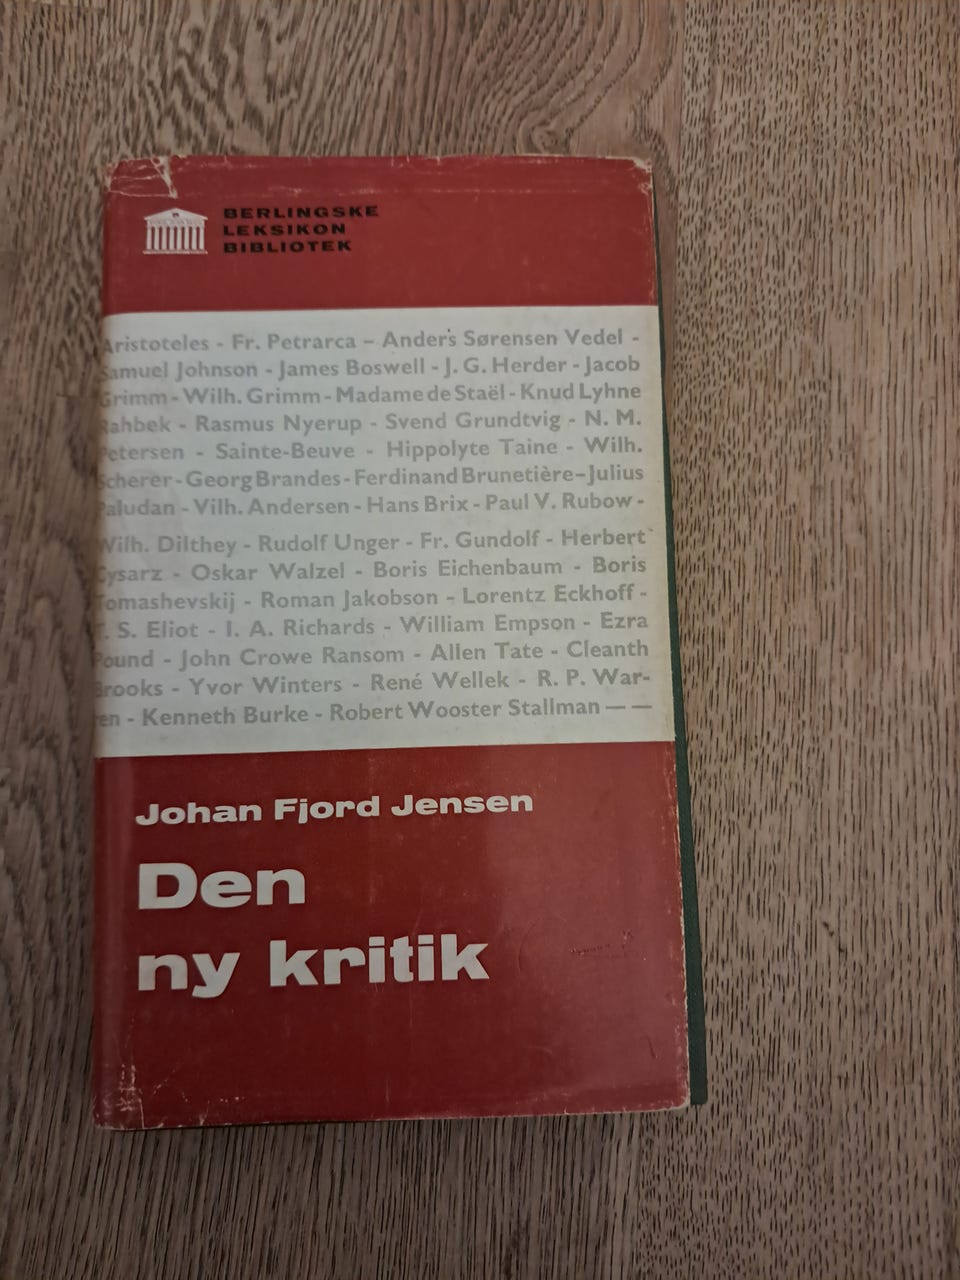 BERLINGSKE
LEKSIKON
BIBLIOTEK
Aristoteles - Fr. Petrarca – Anders Sørensen Vedel -
Samuel Johnson - James Boswell - J. G. Herder - Jacob
Grimm - Wilh. Grimm - Madame de Staël - Knud Lyhne
Rahbek - Rasmus Nyerup - Svend Grundtvig - N. M.
Petersen - Sainte-Beuve - Hippolyte Taine - Wilh.
Scherer - Georg Brandes - Ferdinand Brunetière – Julius
Paludan - Vilh. Andersen - Hans Brix - Paul V. Rubow -
Wilh. Dilthey - Rudolf Unger - Fr. Gundolf - Herbert
Cysarz - Oskar Walzel - Boris Eichenbaum - Boris
Tomashevskij - Roman Jakobson - Lorentz Eckhoff -
T. S. Eliot - I. A. Richards - William Empson - Ezra
Pound - John Crowe Ransom - Allen Tate - Cleanth
Brooks - Yvor Winters - René Wellek - R. P. War-
ren - Kenneth Burke - Robert Wooster Stallman — —
Johan Fjord Jensen
Den
ny kritik